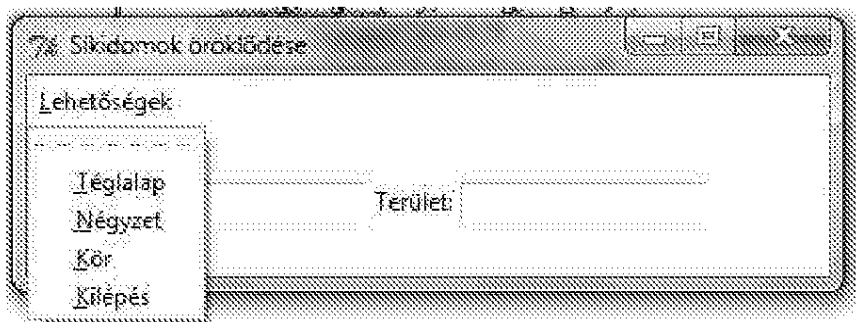 Síkidomok öröklődése
Lehetőségek
Téglalap
Négyzet
Kör
Kilépés
Terület: